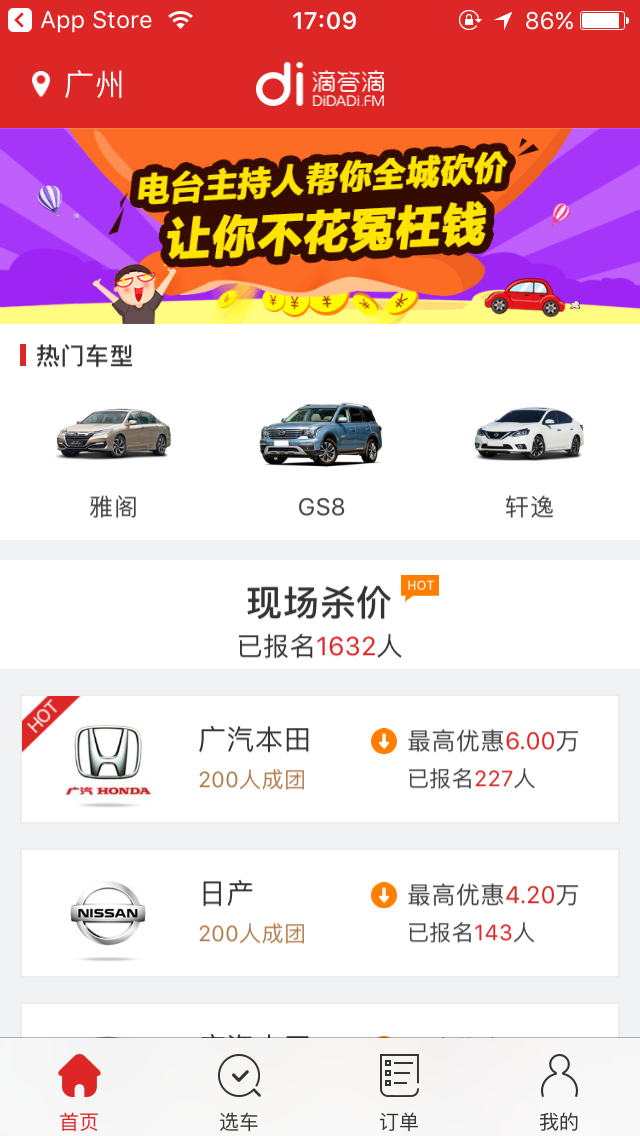 App Store
17:09
86%
广州
di 滴答滴
DiDADi.FM
电台主持人帮你全城砍价
让你不花冤枉钱
热门车型
雅阁
GS8
轩逸
现场杀价
HOT
已报名1632人
HOT
广汽 HONDA
广汽本田
200人成团
最高优惠6.00万
已报名227人
NISSAN
日产
200人成团
最高优惠4.20万
已报名143人
首页
选车
订单
我的